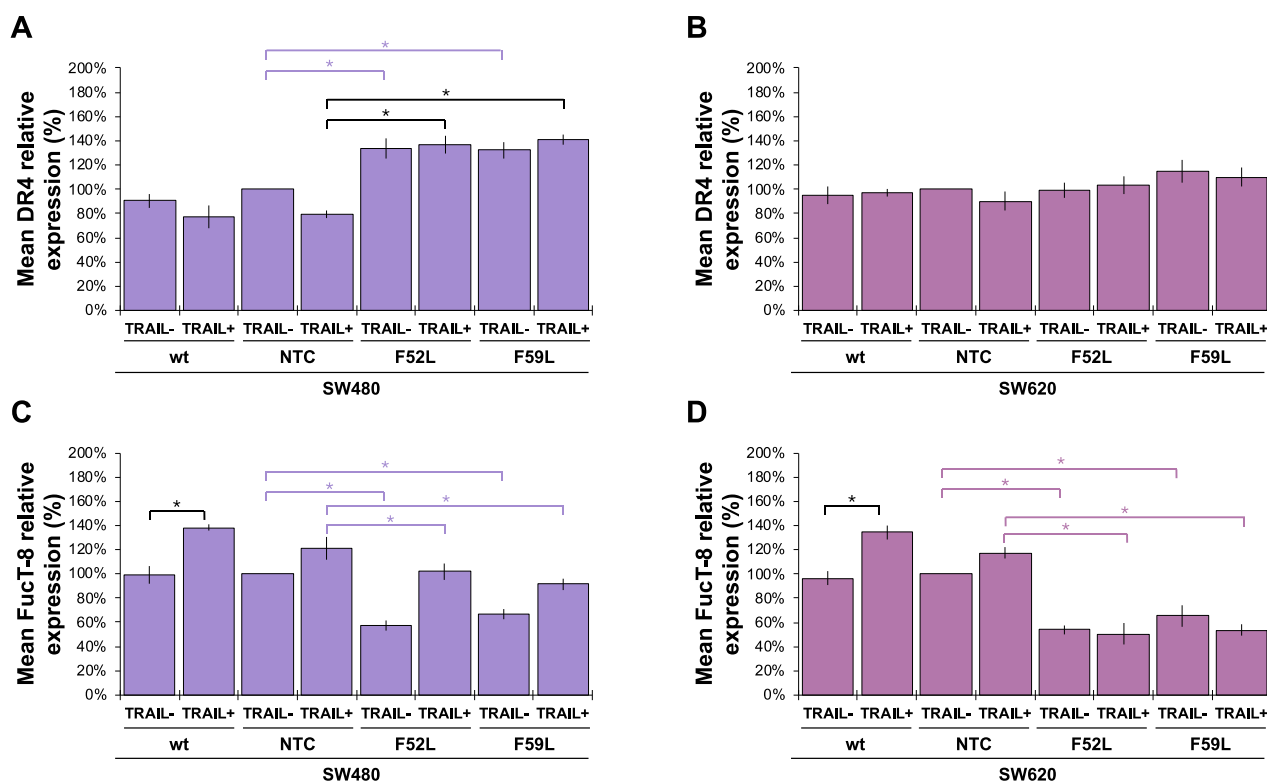 A
Mean DR4 relative
expression (%)
200%
180%
160%
140%
120%
100%
80%
60%
40%
20%
0%
*
*
*
*
TRAIL- TRAIL+ TRAIL- TRAIL+ TRAIL- TRAIL+ TRAIL- TRAIL+
wt NTC F52L F59L
SW480
B
Mean DR4 relative
expression (%)
200%
180%
160%
140%
120%
100%
80%
60%
40%
20%
0%
TRAIL- TRAIL+ TRAIL- TRAIL+ TRAIL- TRAIL+ TRAIL- TRAIL+
wt NTC F52L F59L
SW620
C
Mean FucT-8 relative
expression (%)
200%
180%
160%
140%
120%
100%
80%
60%
40%
20%
0%
*
*
*
*
*
TRAIL- TRAIL+ TRAIL- TRAIL+ TRAIL- TRAIL+ TRAIL- TRAIL+
wt NTC F52L F59L
SW480
D
Mean FucT-8 relative
expression (%)
200%
180%
160%
140%
120%
100%
80%
60%
40%
20%
0%
*
*
*
*
*
TRAIL- TRAIL+ TRAIL- TRAIL+ TRAIL- TRAIL+ TRAIL- TRAIL+
wt NTC F52L F59L
SW620